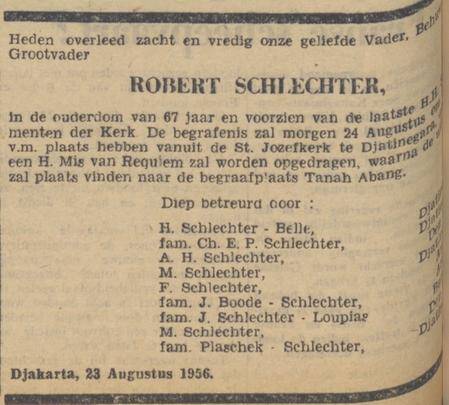 Heden overleed zacht en vredig onze geliefde Vader,
Grootvader
ROBERT SCHLECHTER,
in de ouderdom van 67 jaar en voorzien van de laatste H.H.
menten der Kerk. De begrafenis zal morgen 24 Augustus
v.m. plaats hebben vanuit de St. Jozefkerk te Djatinegara,
een H. Mis van Requiem zal worden opgedragen, waarna de
zal plaats vinden naar de begraafp'aats Tanah Abang.
Diep betreurd door :
H. Schlechter - Belle,
fam. Ch. E. P. Schlechter,
A. H. Schlechter,
M. Schlechter,
F. Schlechter,
fam. J. Boode - Schlechter,
fam. J. Schlechter - Loupias
M. Schlechter,
fam. Plaschek - Schlechter,
Djakarta, 23 Augustus 1956.